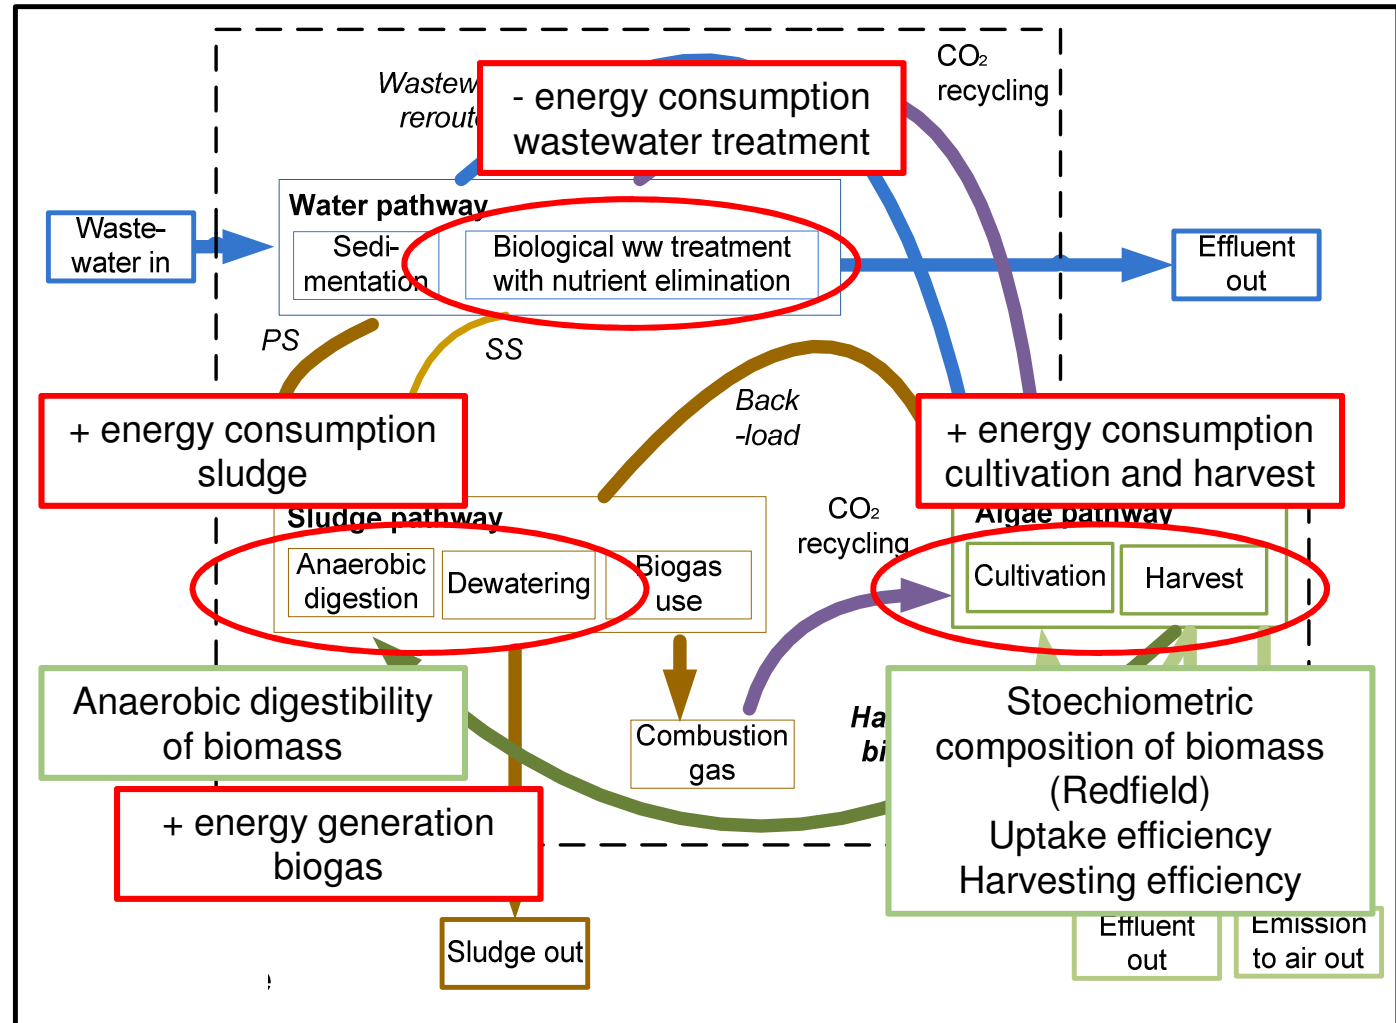 CO₂
recycling
- energy consumption
wastewater treatment
Water pathway
Waste-
water in
Sedi-
mentation
Biological ww treatment
with nutrient elimination
Effluent
out
PS
SS
+ energy consumption
sludge
Back
-load
+ energy consumption
cultivation and harvest
Sludge pathway
Anaerobic
digestion
Dewatering
Biogas
use
CO₂
recycling
Algae pathway
Cultivation
Harvest
Anaerobic digestibility
of biomass
Combustion
gas
Stoechiometric
composition of biomass
(Redfield)
Uptake efficiency
Harvesting efficiency
+ energy generation
biogas
Sludge out
Effluent
out
Emission
to air out